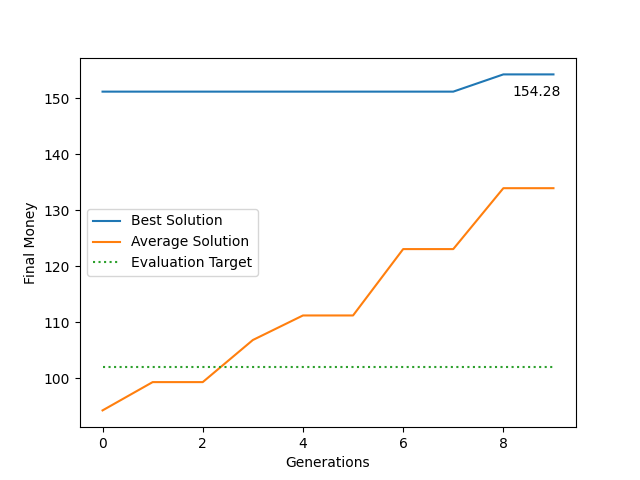 150
140
130
120
110
100
Final Money
154.28
Best Solution
Average Solution
Evaluation Target
0 2 4 6 8
Generations